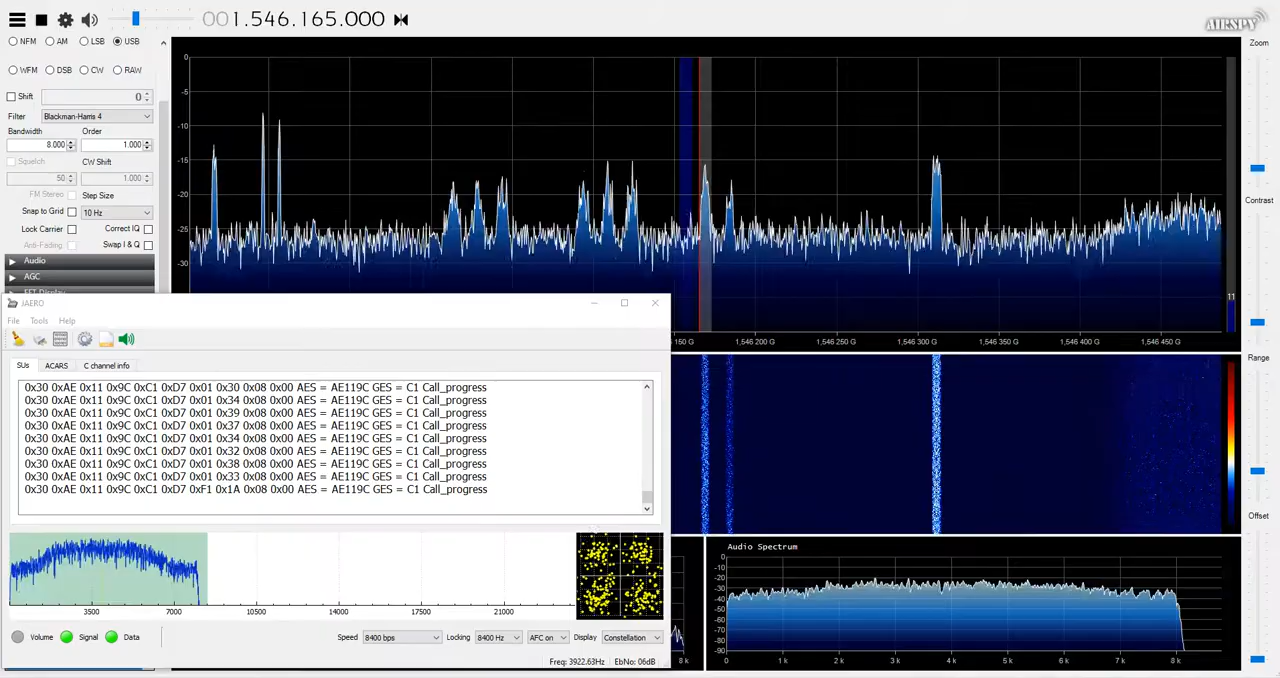 001.546.165.000
AIRSPY
NFM AM LSB USB
WFM DSB CW RAW
Shift 0
Filter Blackman-Harris 4
Bandwidth Order
8.000 1.000
Squelch CW Shift
50 1.000
FM Stereo Step Size
Snap to Grid 10 Hz
Lock Carrier Correct IQ
Anti-Fading Swap I & Q
Audio
AGC
FFT Display
0
-5
-10
-15
-20
-25
-30
11
150 G 1,546 200 G 1,546 250 G 1,546 300 G 1,546 350 G 1,546 400 G 1,546 450 G
Zoom
Contrast
Range
Offset
JAERO
File Tools Help
SUs ACARS C channel info
0x30 0xAE 0x11 0x9C 0xC1 0xD7 0x01 0x30 0x08 0x00 AES = AE119C GES = C1 Call_progress
0x30 0xAE 0x11 0x9C 0xC1 0xD7 0x01 0x34 0x08 0x00 AES = AE119C GES = C1 Call_progress
0x30 0xAE 0x11 0x9C 0xC1 0xD7 0x01 0x39 0x08 0x00 AES = AE119C GES = C1 Call_progress
0x30 0xAE 0x11 0x9C 0xC1 0xD7 0x01 0x37 0x08 0x00 AES = AE119C GES = C1 Call_progress
0x30 0xAE 0x11 0x9C 0xC1 0xD7 0x01 0x34 0x08 0x00 AES = AE119C GES = C1 Call_progress
0x30 0xAE 0x11 0x9C 0xC1 0xD7 0x01 0x32 0x08 0x00 AES = AE119C GES = C1 Call_progress
0x30 0xAE 0x11 0x9C 0xC1 0xD7 0x01 0x38 0x08 0x00 AES = AE119C GES = C1 Call_progress
0x30 0xAE 0x11 0x9C 0xC1 0xD7 0x01 0x33 0x08 0x00 AES = AE119C GES = C1 Call_progress
0x30 0xAE 0x11 0x9C 0xC1 0xD7 0xF1 0x1A 0x08 0x00 AES = AE119C GES = C1 Call_progress
3500 7000 10500 14000 17500 21000
Volume Signal Data Speed 8400 bps Locking 8400 Hz AFC on Display Constellation
Freq: 3922.63Hz EbNo: 06dB
8 k
Audio Spectrum
0
-10
-20
-30
-40
-50
-60
-70
-80
-90
0 1 k 2 k 3 k 4 k 5 k 6 k 7 k 8 k